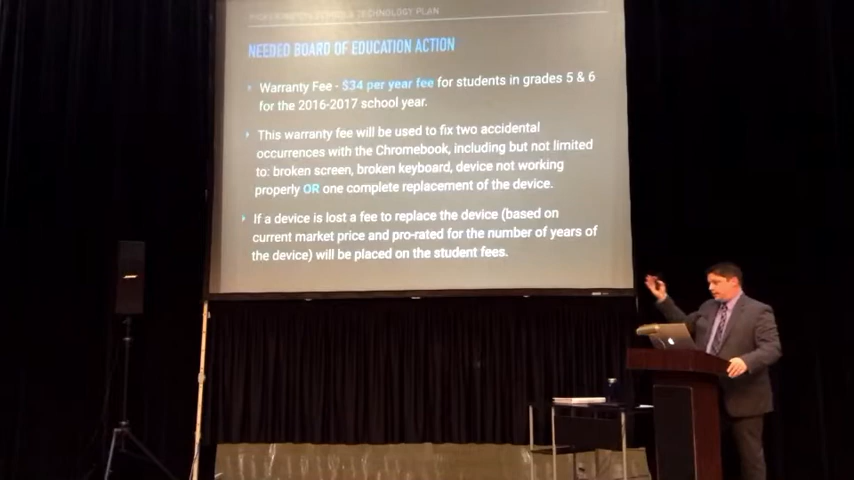 TECHNOLOGY PLAN
NEEDED BOARD OF EDUCATION ACTION
Warranty Fee - $34 per year fee for students in grades 5 & 6
for the 2016-2017 school year.
This warranty fee will be used to fix two accidental
occurrences with the Chromebook, including but not limited
to: broken screen, broken keyboard, device not working
properly OR one complete replacement of the device.
If a device is lost a fee to replace the device (based on
current market price and pro-rated for the number of years of
the device) will be placed on the student fees.